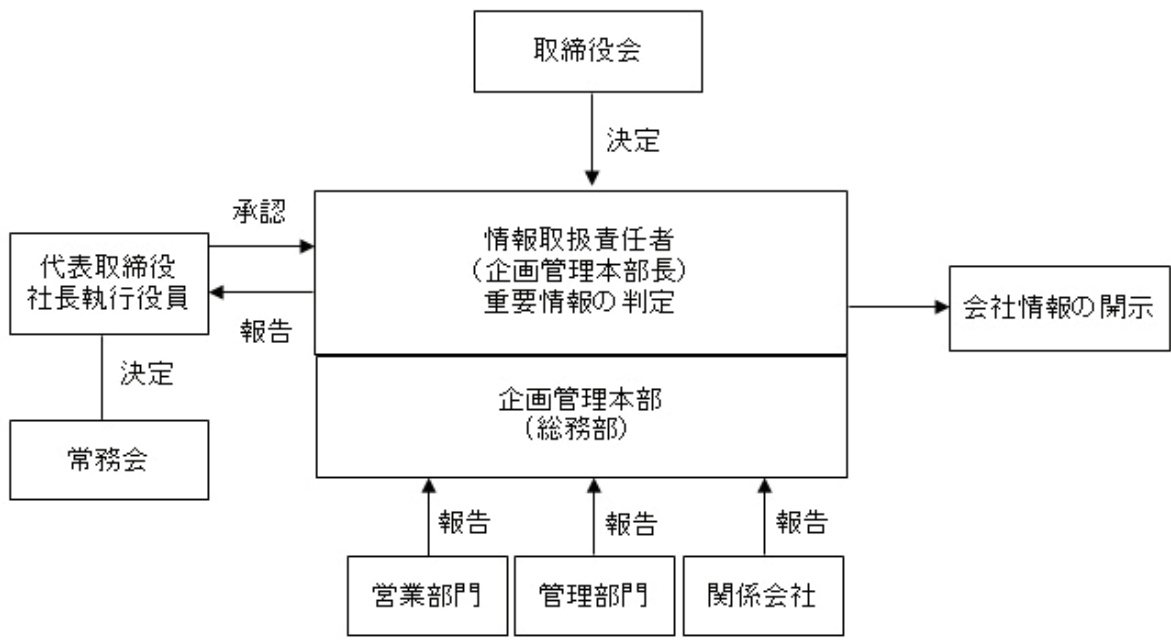 取締役会
決定
承認
情報取扱責任者
(企画管理本部長)
重要情報の判定
代表取締役
社長執行役員
報告
会社情報の開示
決定
企画管理本部
(総務部)
常務会
報告
報告
報告
営業部門
管理部門
関係会社